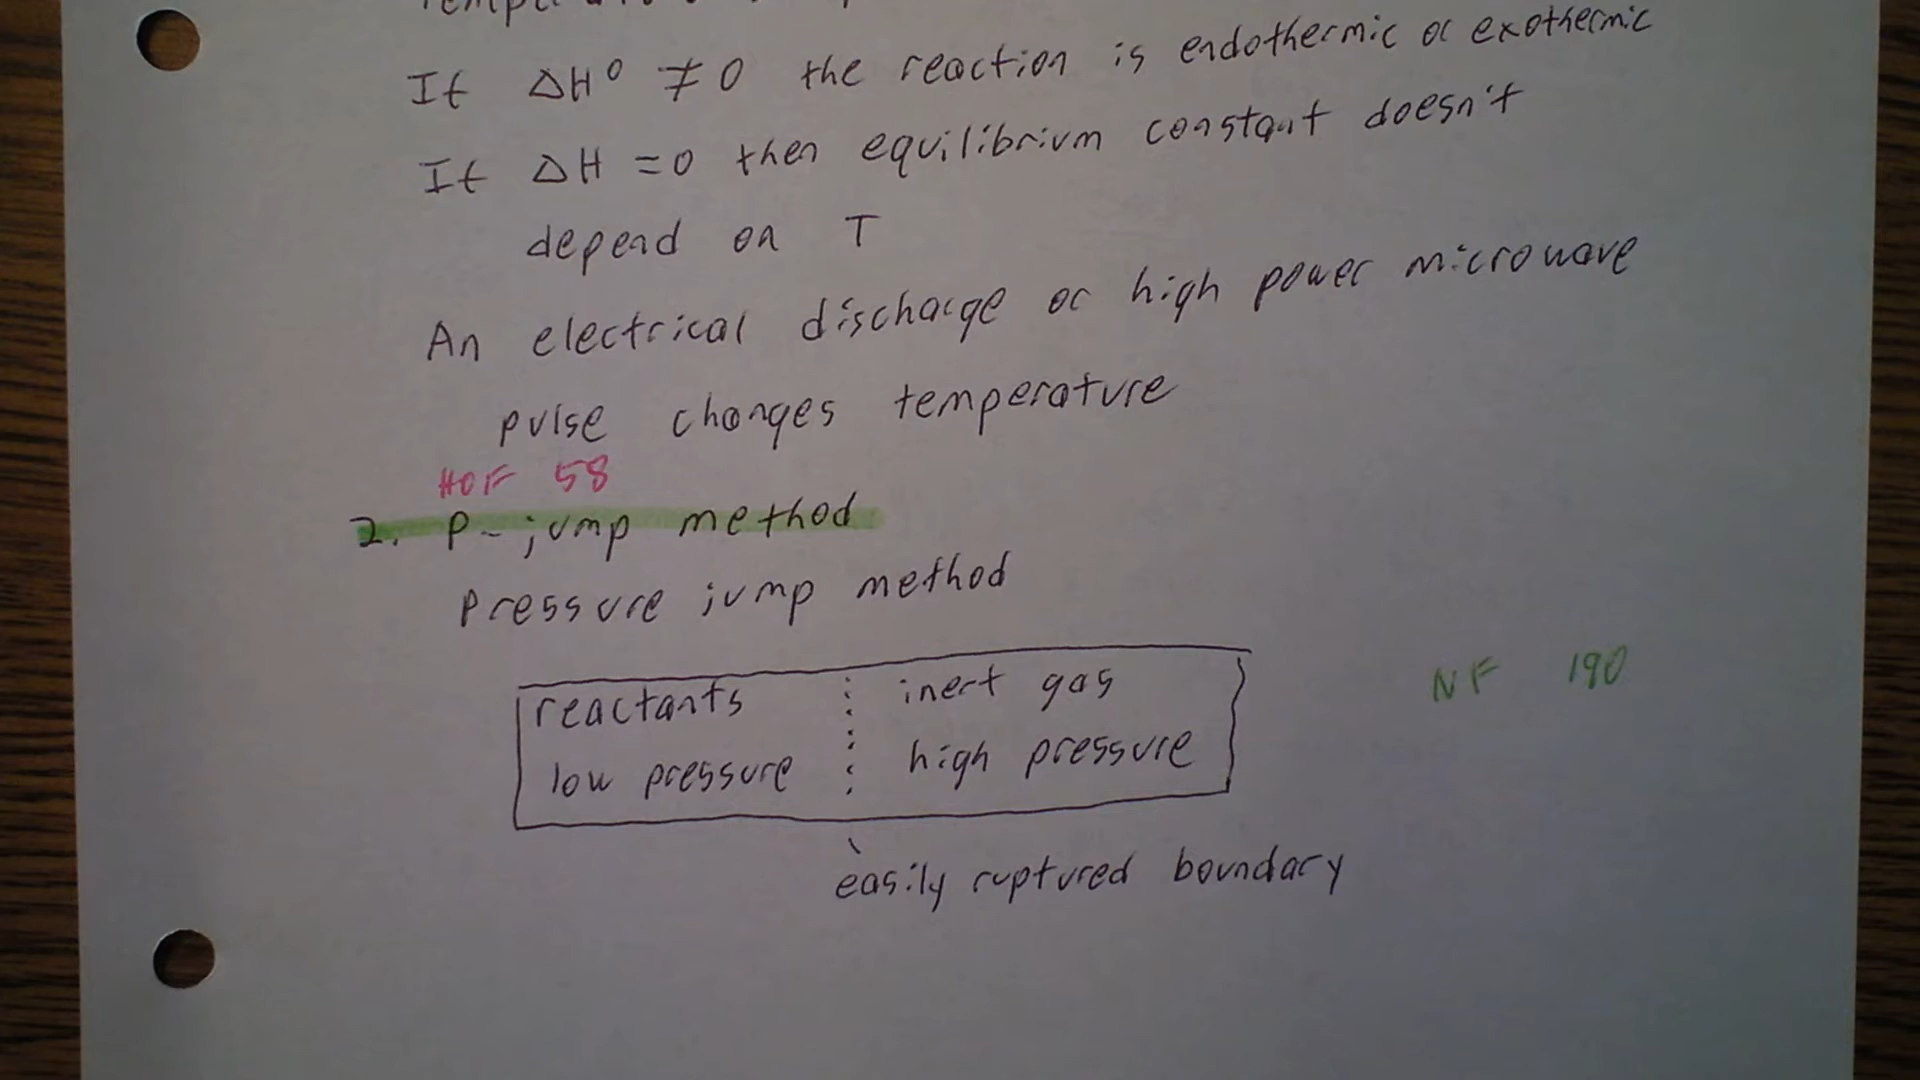 If ΔH° ≠ 0 the reaction is endothermic or exothermic
If ΔH = 0 then equilibrium constant doesn't
depend on T
An electrical discharge or high power microwave
pulse changes temperature
HOF 58
2. P-jump method
Pressure jump method
reactants inert gas
low pressure high pressure
NF 190
easily ruptured boundary